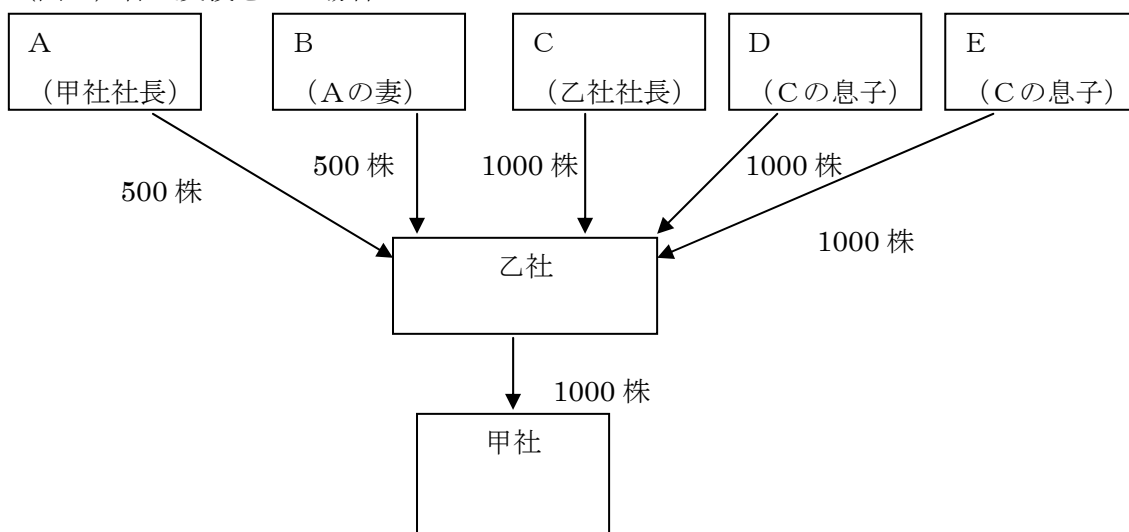 A
(甲社社長)
B
(Aの妻)
C
(乙社社長)
D
(Cの息子)
E
(Cの息子)
500 株
500 株
1000 株
1000 株
1000 株
乙社
1000 株
甲社